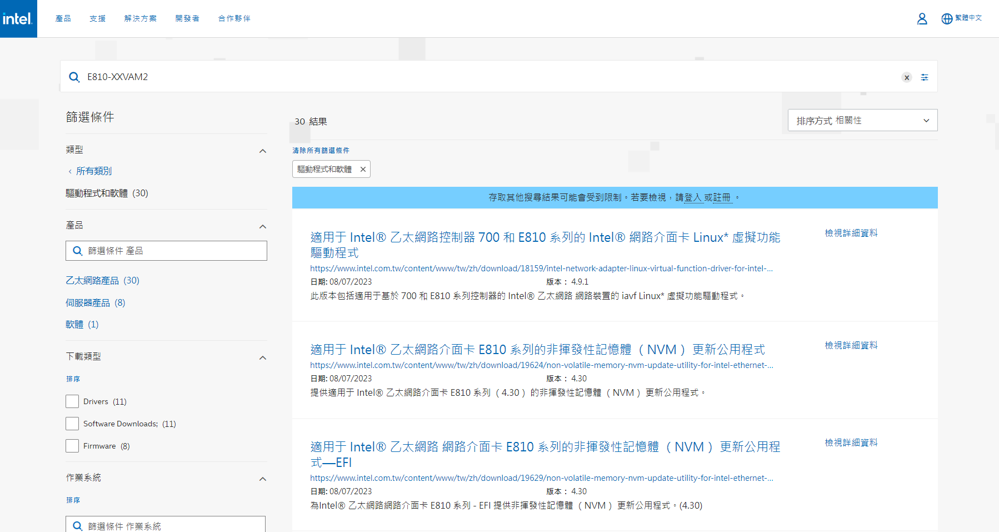 intel.
產品
支援
解決方案
開發者
合作夥伴
繁體中文
E810-XXVAM2
篩選條件
類型
所有類別
驅動程式和軟體 (30)
產品
篩選條件 產品
乙太網路產品 (30)
伺服器產品 (8)
軟體 (1)
下載類型
排序
Drivers (11)
Software Downloads; (11)
Firmware (8)
作業系統
排序
篩選條件 作業系統
30 結果
排序方式 相關性
清除所有篩選條件
驅動程式和軟體
存取其他搜尋結果可能會受到限制。若要檢視，請登入 或註冊 。
適用于 Intel® 乙太網路控制器 700 和 E810 系列的 Intel® 網路介面卡 Linux* 虛擬功能
驅動程式
檢視詳細資料
https://www.intel.com.tw/content/www/tw/zh/download/18159/intel-network-adapter-linux-virtual-function-driver-for-intel-...
日期: 08/07/2023
版本： 4.9.1
此版本包括適用于基於 700 和 E810 系列控制器的 Intel® 乙太網路 網路裝置的 iavf Linux* 虛擬功能驅動程式。
適用于 Intel® 乙太網路介面卡 E810 系列的非揮發性記憶體（NVM） 更新公用程式
檢視詳細資料
https://www.intel.com.tw/content/www/tw/zh/download/19624/non-volatile-memory-nvm-update-utility-for-intel-ethernet-...
日期: 08/07/2023
版本： 4.30
提供適用于 Intel® 乙太網路介面卡 E810 系列（4.30） 的非揮發性記憶體（NVM） 更新公用程式。
適用于 Intel® 乙太網路 網路介面卡 E810 系列的非揮發性記憶體（NVM） 更新公用程
式—EFI
檢視詳細資料
https://www.intel.com.tw/content/www/tw/zh/download/19629/non-volatile-memory-nvm-update-utility-for-intel-ethernet-...
日期: 08/07/2023
版本： 4.30
為Intel® 乙太網路網路介面卡 E810 系列 - EFI 提供非揮發性記憶體（NVM） 更新公用程式。(4.30)